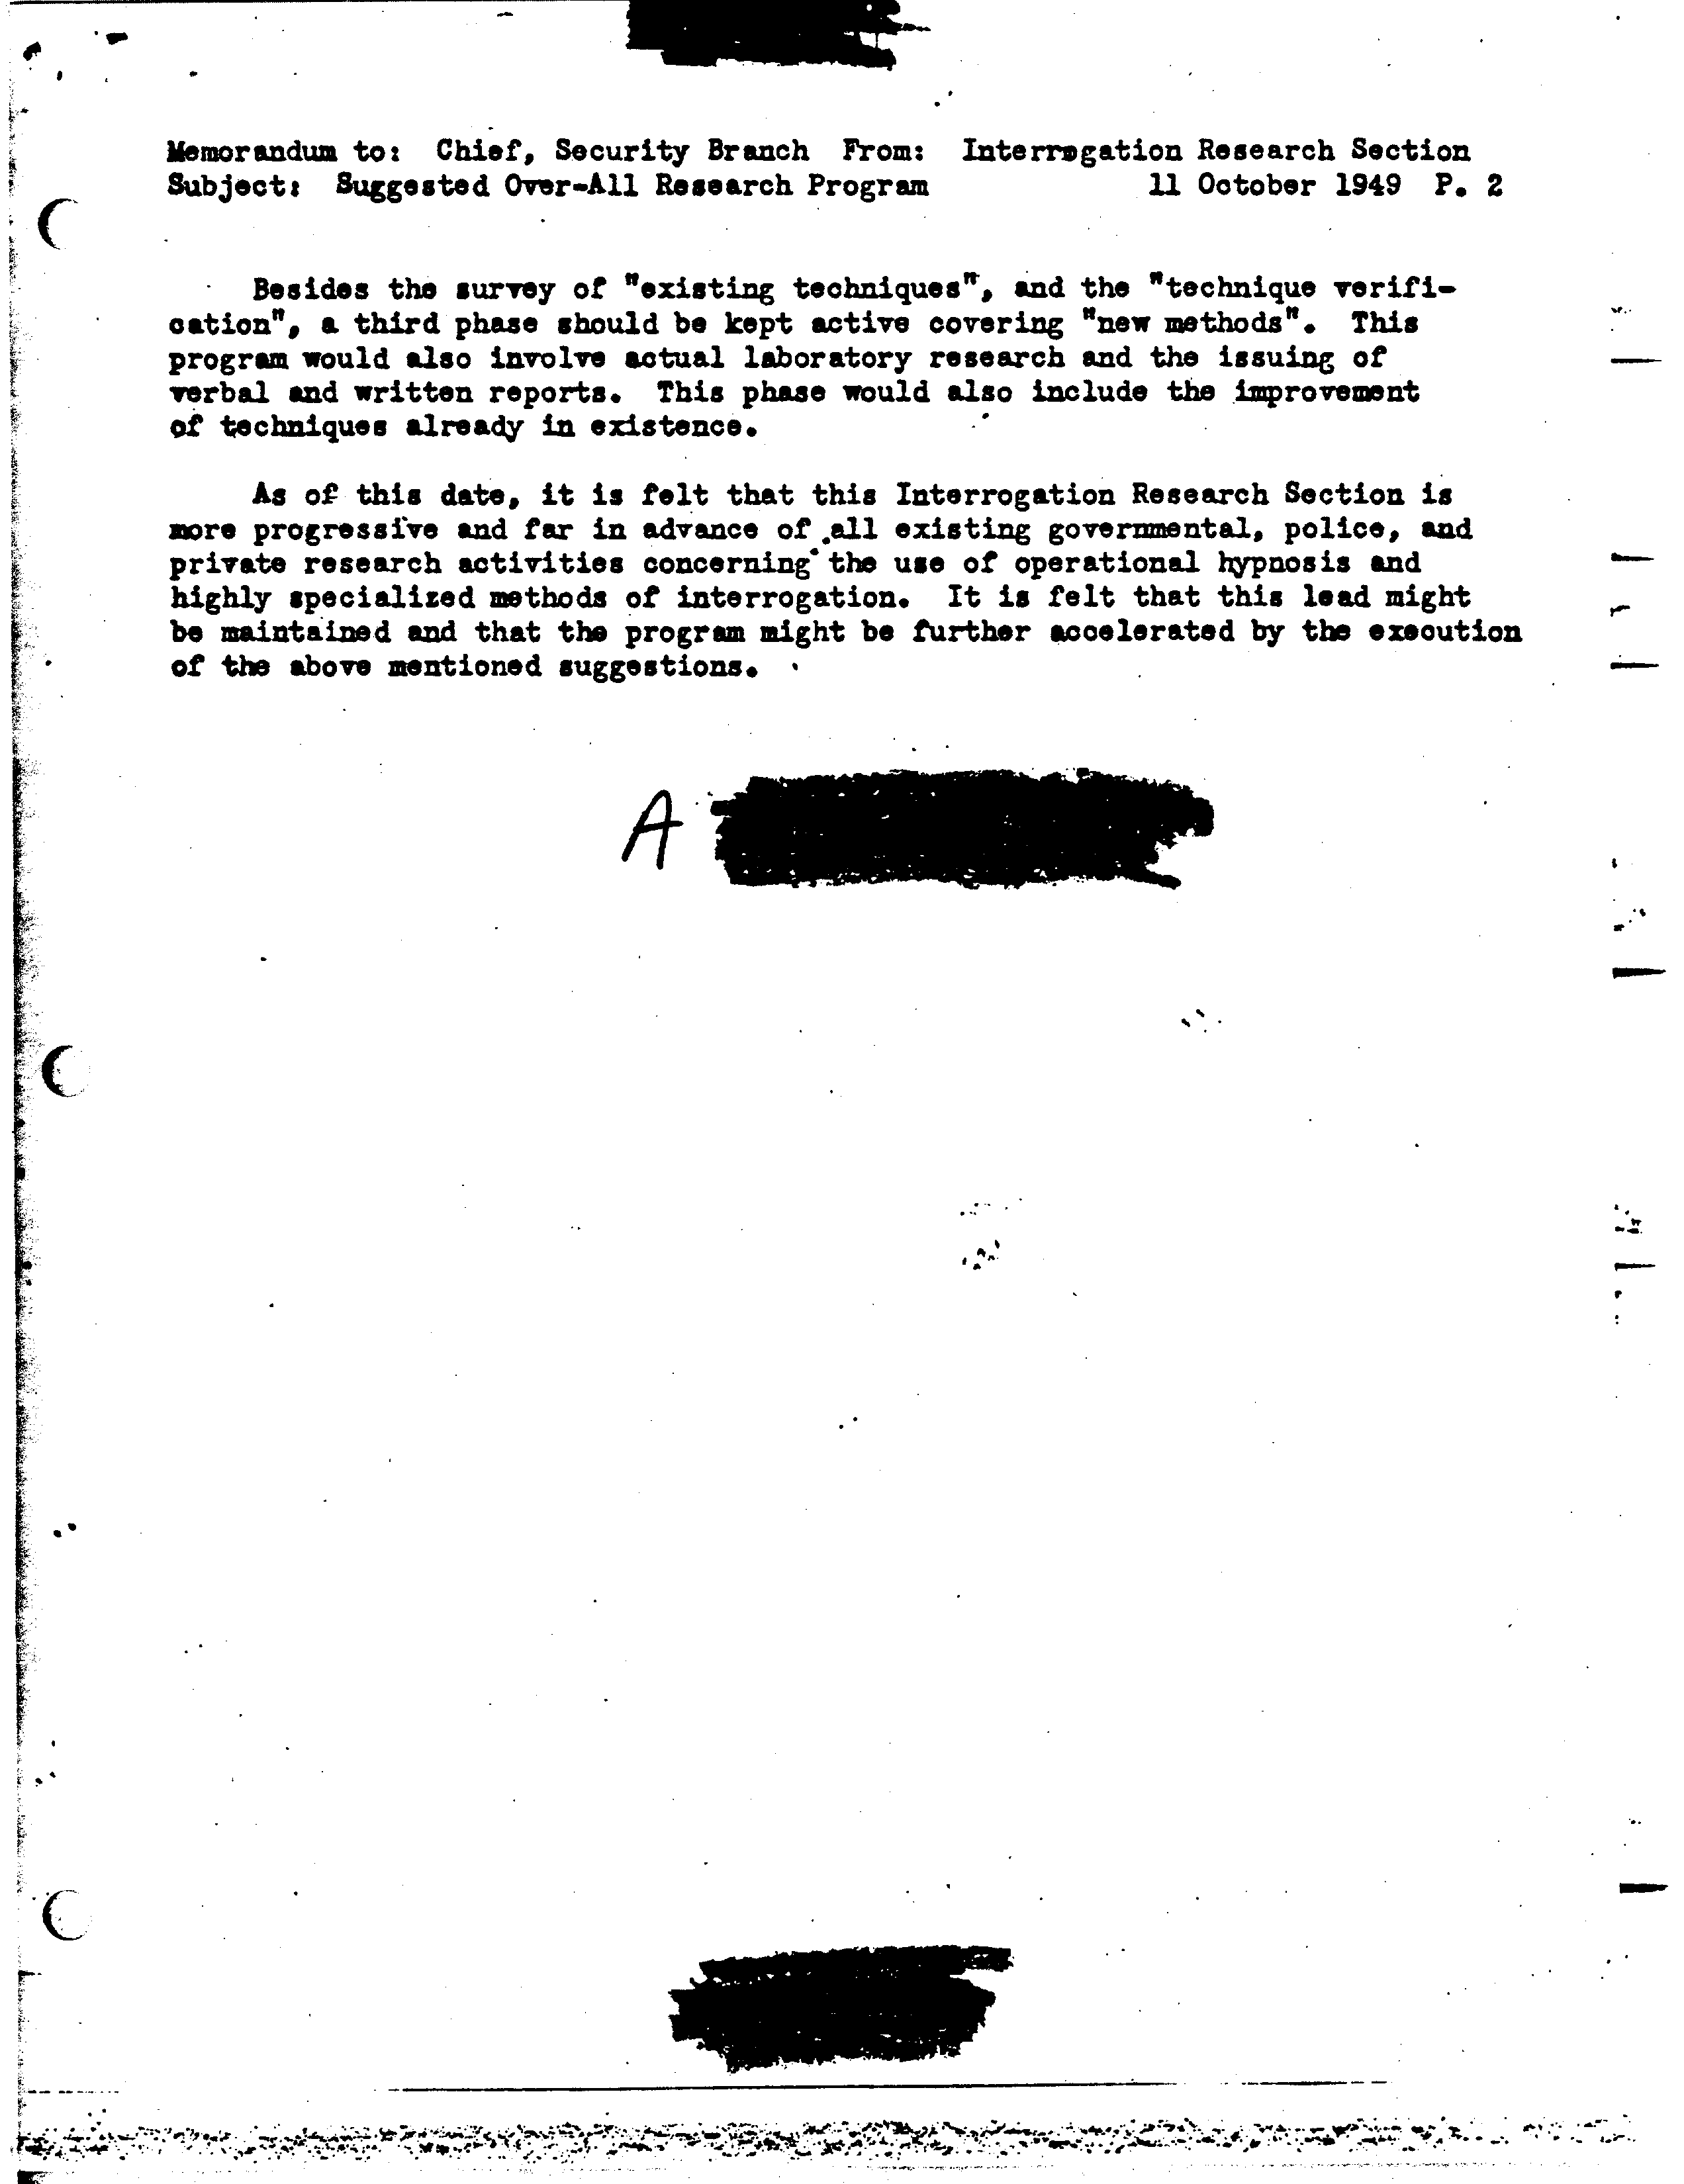 Memorandum to: Chief, Security Branch From: Interrogation Research Section
Subject: Suggested Over-All Research Program 11 October 1949 P. 2
Besides the survey of "existing techniques", and the "technique verifi-
cation", a third phase should be kept active covering "new methods". This
program would also involve actual laboratory research and the issuing of
verbal and written reports. This phase would also include the improvement
of techniques already in existence.
As of this date, it is felt that this Interrogation Research Section is
more progressive and far in advance of all existing governmental, police, and
private research activities concerning the use of operational hypnosis and
highly specialized methods of interrogation. It is felt that this lead might
be maintained and that the program might be further accelerated by the execution
of the above mentioned suggestions.
A